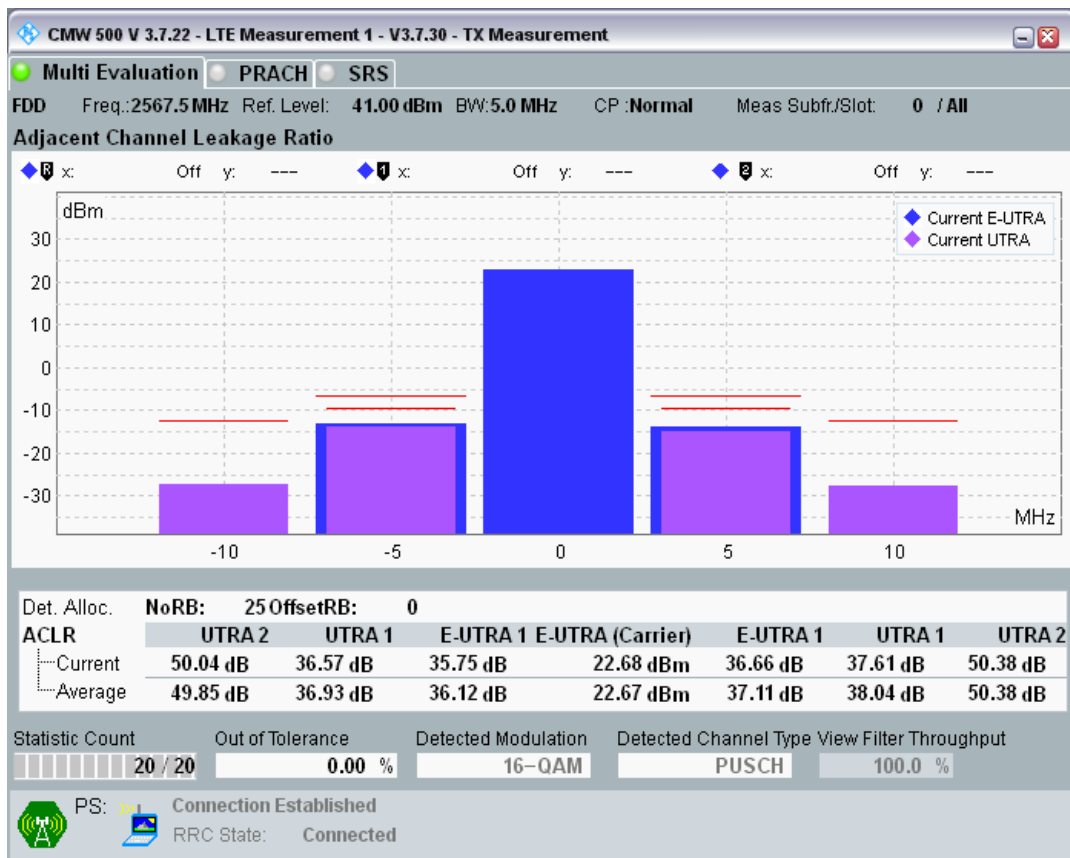 CMW 500 V 3.7.22 - LTE Measurement 1 - V3.7.30 - TX Measurement
Multi Evaluation PRACH SRS
FDD Freq.:2567.5 MHz Ref. Level: 41.00 dBm BW:5.0 MHz CP :Normal Meas Subfr./Slot: 0 / All
Adjacent Channel Leakage Ratio
R x: Off y: --- 1 x: Off y: --- 2 x: Off y: ---
dBm
Current E-UTRA
Current UTRA
30
20
10
0
-10
-20
-30
MHz
-10 -5 0 5 10
Det. Alloc. NoRB: 25 OffsetRB: 0
ACLR UTRA 2 UTRA 1 E-UTRA 1 E-UTRA (Carrier) E-UTRA 1 UTRA 1 UTRA 2
Current 50.04 dB 36.57 dB 35.75 dB 22.68 dBm 36.66 dB 37.61 dB 50.38 dB
Average 49.85 dB 36.93 dB 36.12 dB 22.67 dBm 37.11 dB 38.04 dB 50.38 dB
Statistic Count Out of Tolerance Detected Modulation Detected Channel Type View Filter Throughput
20 / 20 0.00 % 16-QAM PUSCH 100.0 %
PS: Connection Established
RRC State: Connected